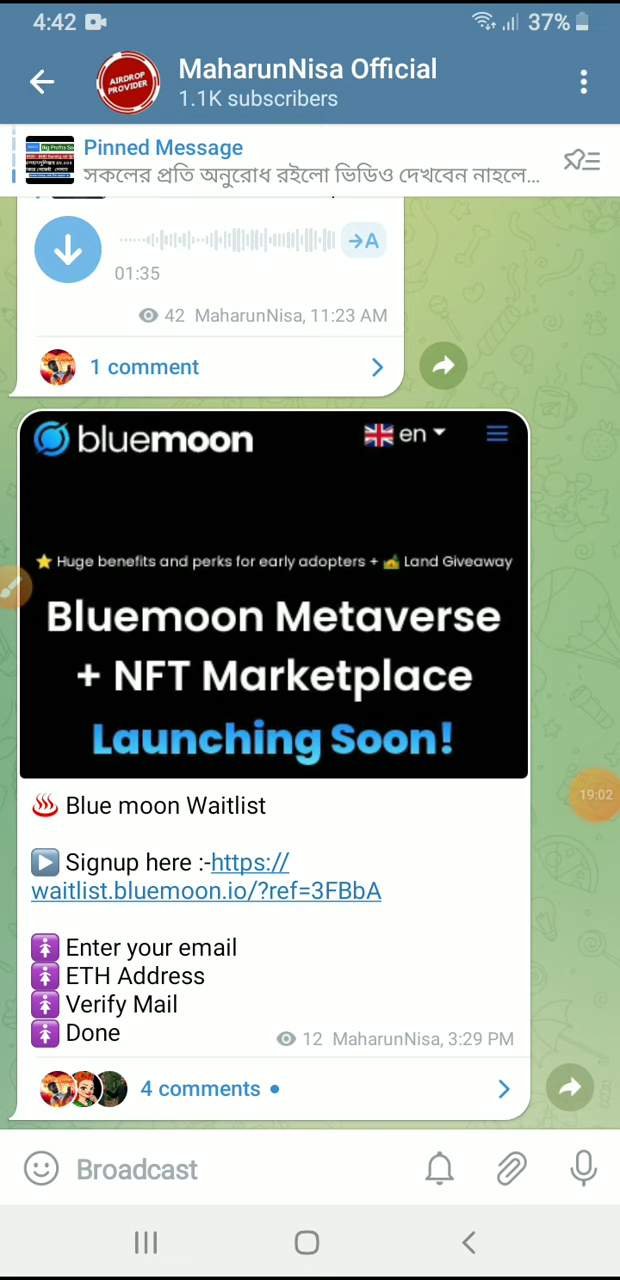 4:42
37%
AIRDROP
PROVIDER
MaharunNisa Official
1.1K subscribers
Pinned Message
সকলের প্রতি অনুরোধ রইলো ভিডিও দেখবেন নাহলে...
→A
01:35
42 MaharunNisa, 11:23 AM
1 comment
bluemoon
en
⭐ Huge benefits and perks for early adopters + 🏕 Land Giveaway
Bluemoon Metaverse
+ NFT Marketplace
Launching Soon!
19:02
♨ Blue moon Waitlist
▶ Signup here :-https://
waitlist.bluemoon.io/?ref=3FBbA
🚺 Enter your email
🚺 ETH Address
🚺 Verify Mail
🚺 Done
12 MaharunNisa, 3:29 PM
4 comments
Broadcast